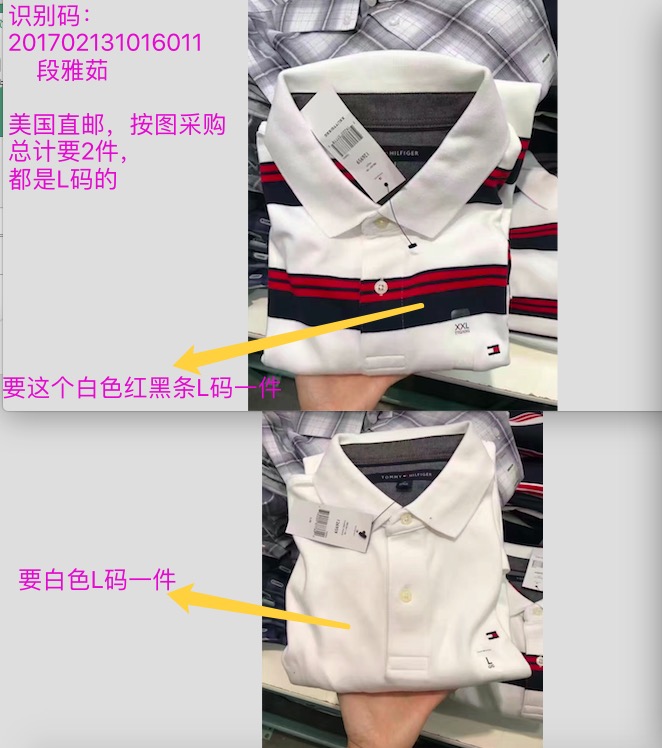 识别码：
201702131016011
段雅茹
美国直邮，按图采购
总计要2件，
都是L码的
HILFIGER
XXL
要这个白色红黑条L码一件
TOMMY HILFIGER
要白色L码一件
L